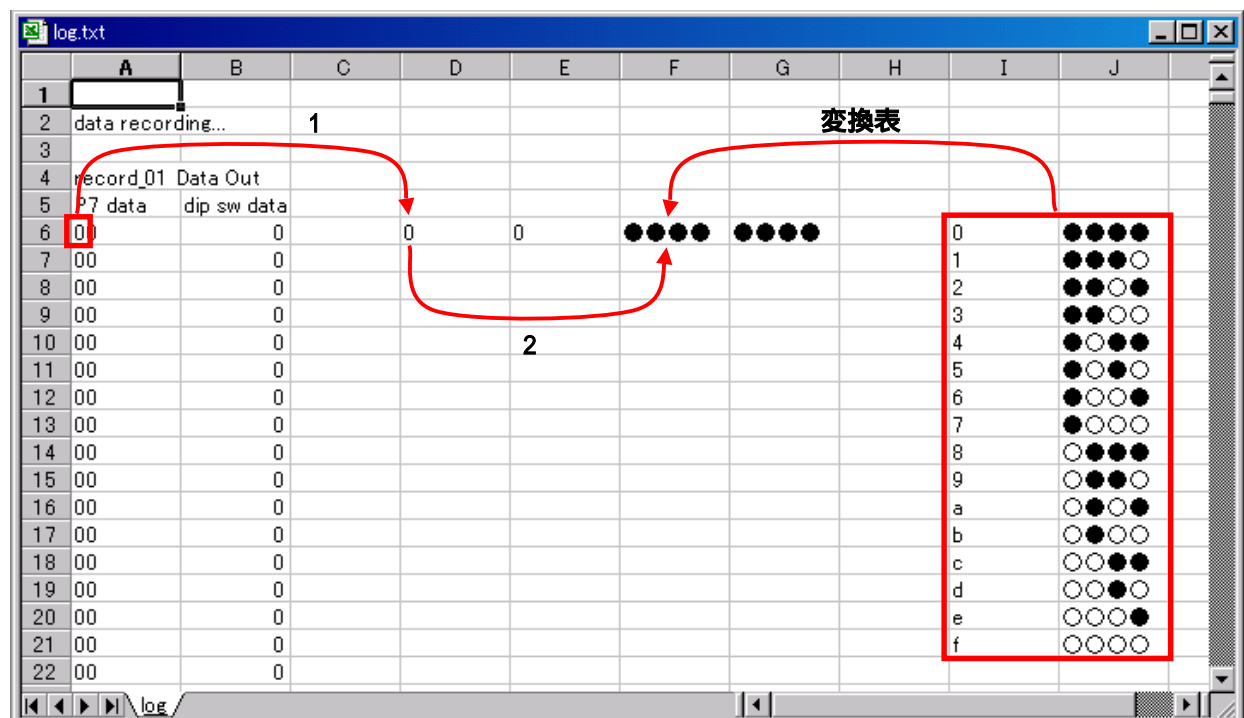 log.txt
A B C D E F G H I J
1
2 data recording... 1 変換表
3
4 record_01 Data Out
5 P7 data dip sw data
6 00 0 0 0 ●●●● ●●●● 0 ●●●●
7 00 0 1 ●●●○
8 00 0 2 ●●○●
9 00 0 3 ●●○○
10 00 0 2 4 ●○●●
11 00 0 5 ●○●○
12 00 0 6 ●○○●
13 00 0 7 ●○○○
14 00 0 8 ○●●●
15 00 0 9 ○●●○
16 00 0 a ○●○●
17 00 0 b ○●○○
18 00 0 c ○○●●
19 00 0 d ○○●○
20 00 0 e ○○○●
21 00 0 f ○○○○
22 00 0
log